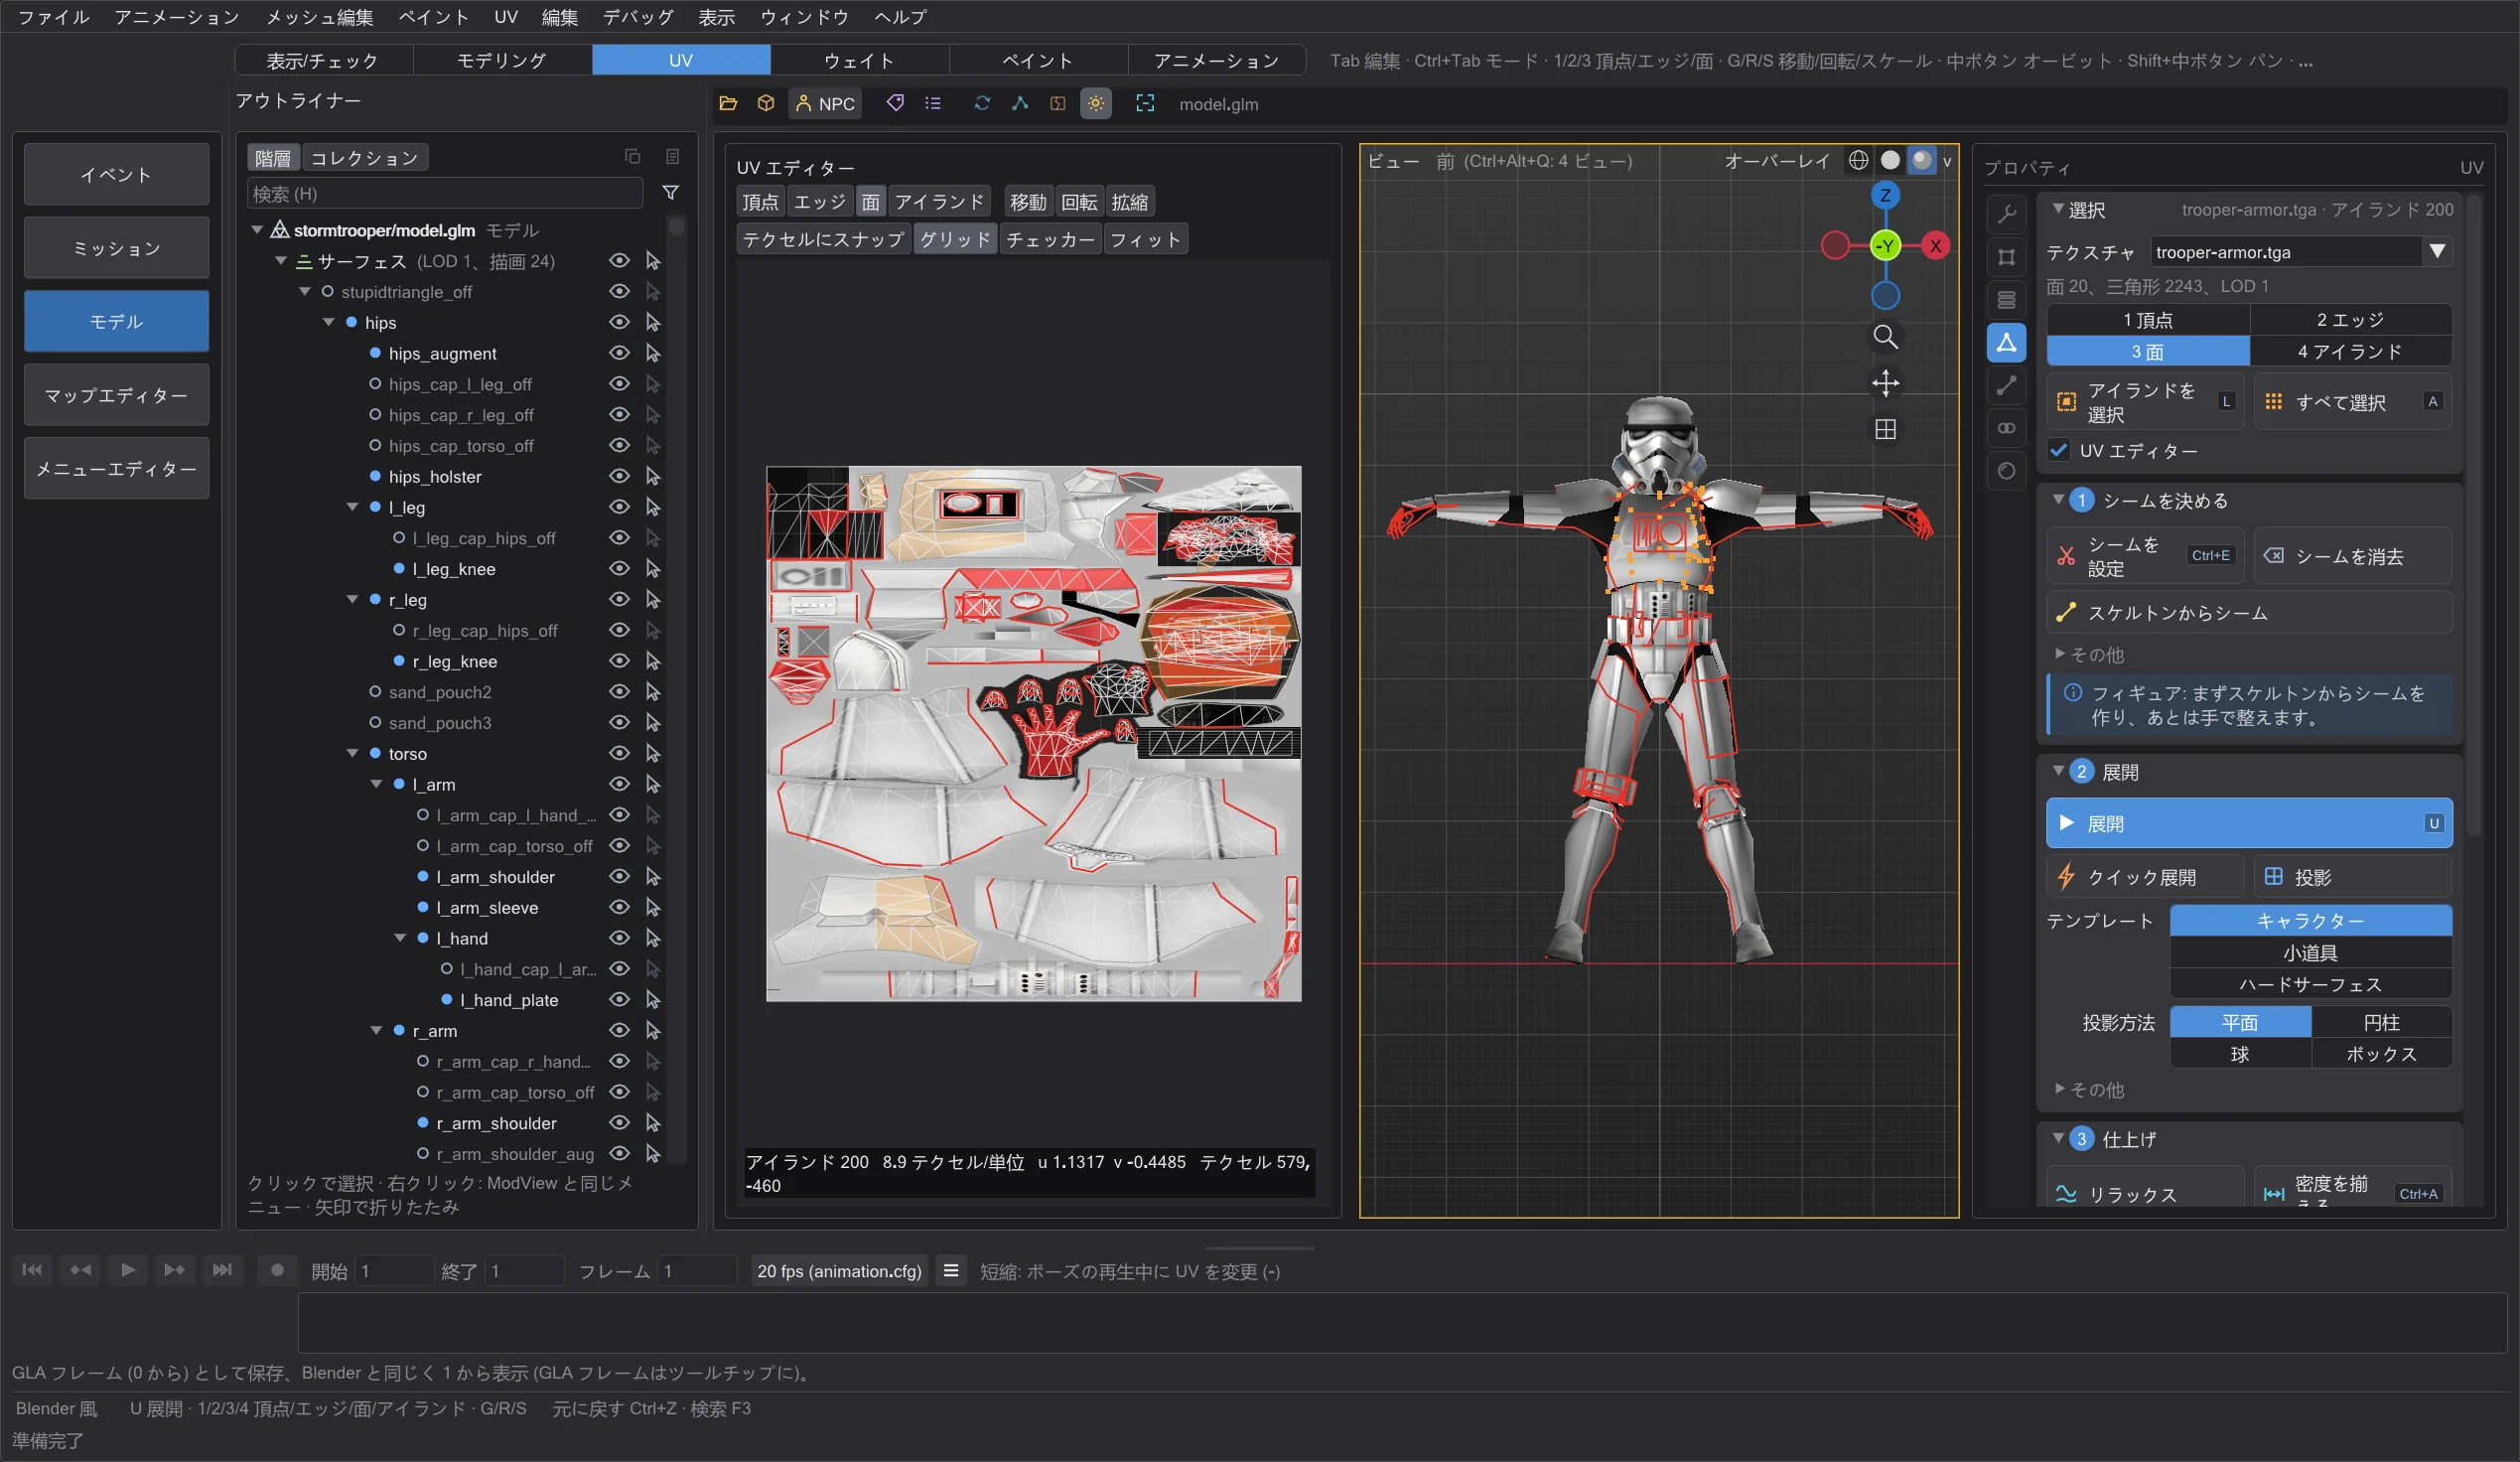 ファイル アニメーション メッシュ編集 ペイント UV 編集 デバッグ 表示 ウィンドウ ヘルプ
表示/チェック モデリング UV ウェイト ペイント アニメーション Tab 編集 · Ctrl+Tab モード · 1/2/3 頂点/エッジ/面 · G/R/S 移動/回転/スケール · 中ボタン オービット · Shift+中ボタン パン · ...
イベント
ミッション
モデル
マップエディター
メニューエディター
アウトライナー
階層 コレクション
検索 (H)
stormtrooper/model.glm モデル
サーフェス (LOD 1、描画 24)
stupidtriangle_off
hips
hips_augment
hips_cap_l_leg_off
hips_cap_r_leg_off
hips_cap_torso_off
hips_holster
l_leg
l_leg_cap_hips_off
l_leg_knee
r_leg
r_leg_cap_hips_off
r_leg_knee
sand_pouch2
sand_pouch3
torso
l_arm
l_arm_cap_l_hand_...
l_arm_cap_torso_off
l_arm_shoulder
l_arm_sleeve
l_hand
l_hand_cap_l_ar...
l_hand_plate
r_arm
r_arm_cap_r_hand...
r_arm_cap_torso_off
r_arm_shoulder
r_arm_shoulder_aug
クリックで選択 · 右クリック: ModView と同じメ
ニュー · 矢印で折りたたみ
NPC model.glm
UV エディター
頂点 エッジ 面 アイランド 移動 回転 拡縮
テクセルにスナップ グリッド チェッカー フィット
アイランド 200 8.9 テクセル/単位 u 1.1317 v -0.4485 テクセル 579,
-460
ビュー 前 (Ctrl+Alt+Q: 4 ビュー) オーバーレイ
Z
-Y X
プロパティ UV
選択 trooper-armor.tga · アイランド 200
テクスチャ trooper-armor.tga
面 20、三角形 2243、LOD 1
1 頂点 2 エッジ
3 面 4 アイランド
アイランドを
選択 L すべて選択 A
UV エディター
1 シームを決める
シームを
設定 Ctrl+E シームを消去
スケルトンからシーム
その他
フィギュア: まずスケルトンからシームを
作り、あとは手で整えます。
2 展開
展開 U
クイック展開 投影
テンプレート キャラクター
小道具
ハードサーフェス
投影方法 平面 円柱
球 ボックス
その他
3 仕上げ
リラックス 密度を揃
える Ctrl+A
開始 1 終了 1 フレーム 1 20 fps (animation.cfg) 短縮: ポーズの再生中に UV を変更 (-)
GLA フレーム (0 から) として保存、Blender と同じく 1 から表示 (GLA フレームはツールチップに)。
Blender 風 U 展開 · 1/2/3/4 頂点/エッジ/面/アイランド · G/R/S 元に戻す Ctrl+Z · 検索 F3
準備完了